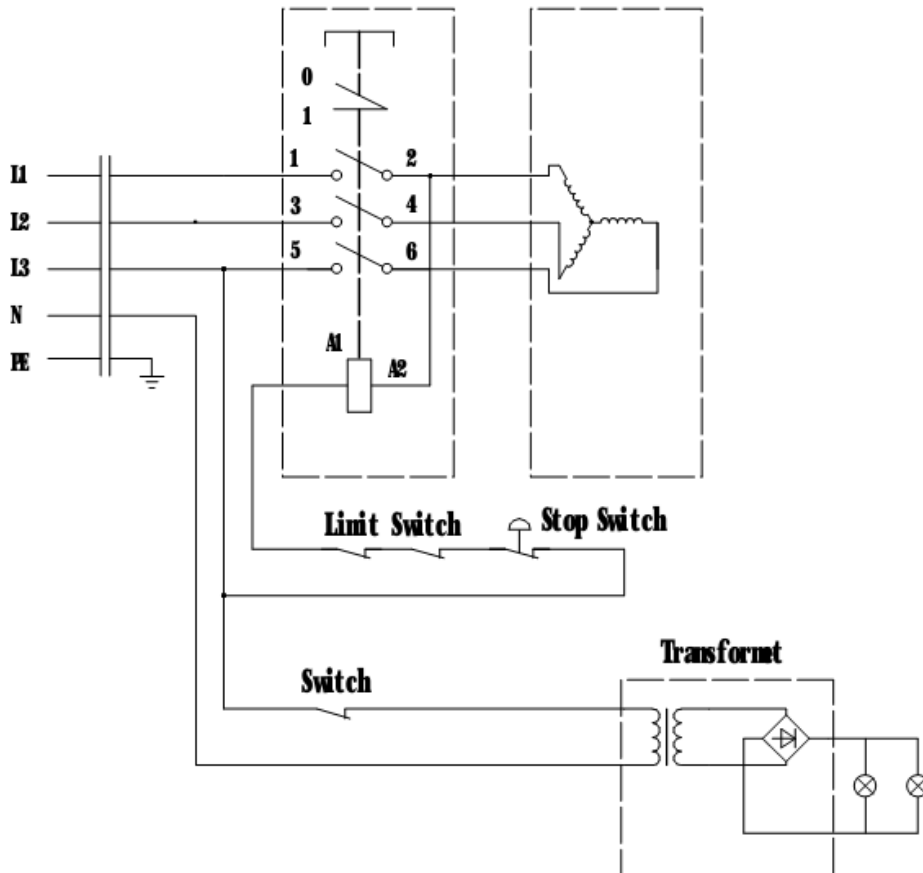 0
1
1 2
L1
3 4
L2
5 6
L3
N
A1
A2
PE
Limit Switch
Stop Switch
Transformet
Switch